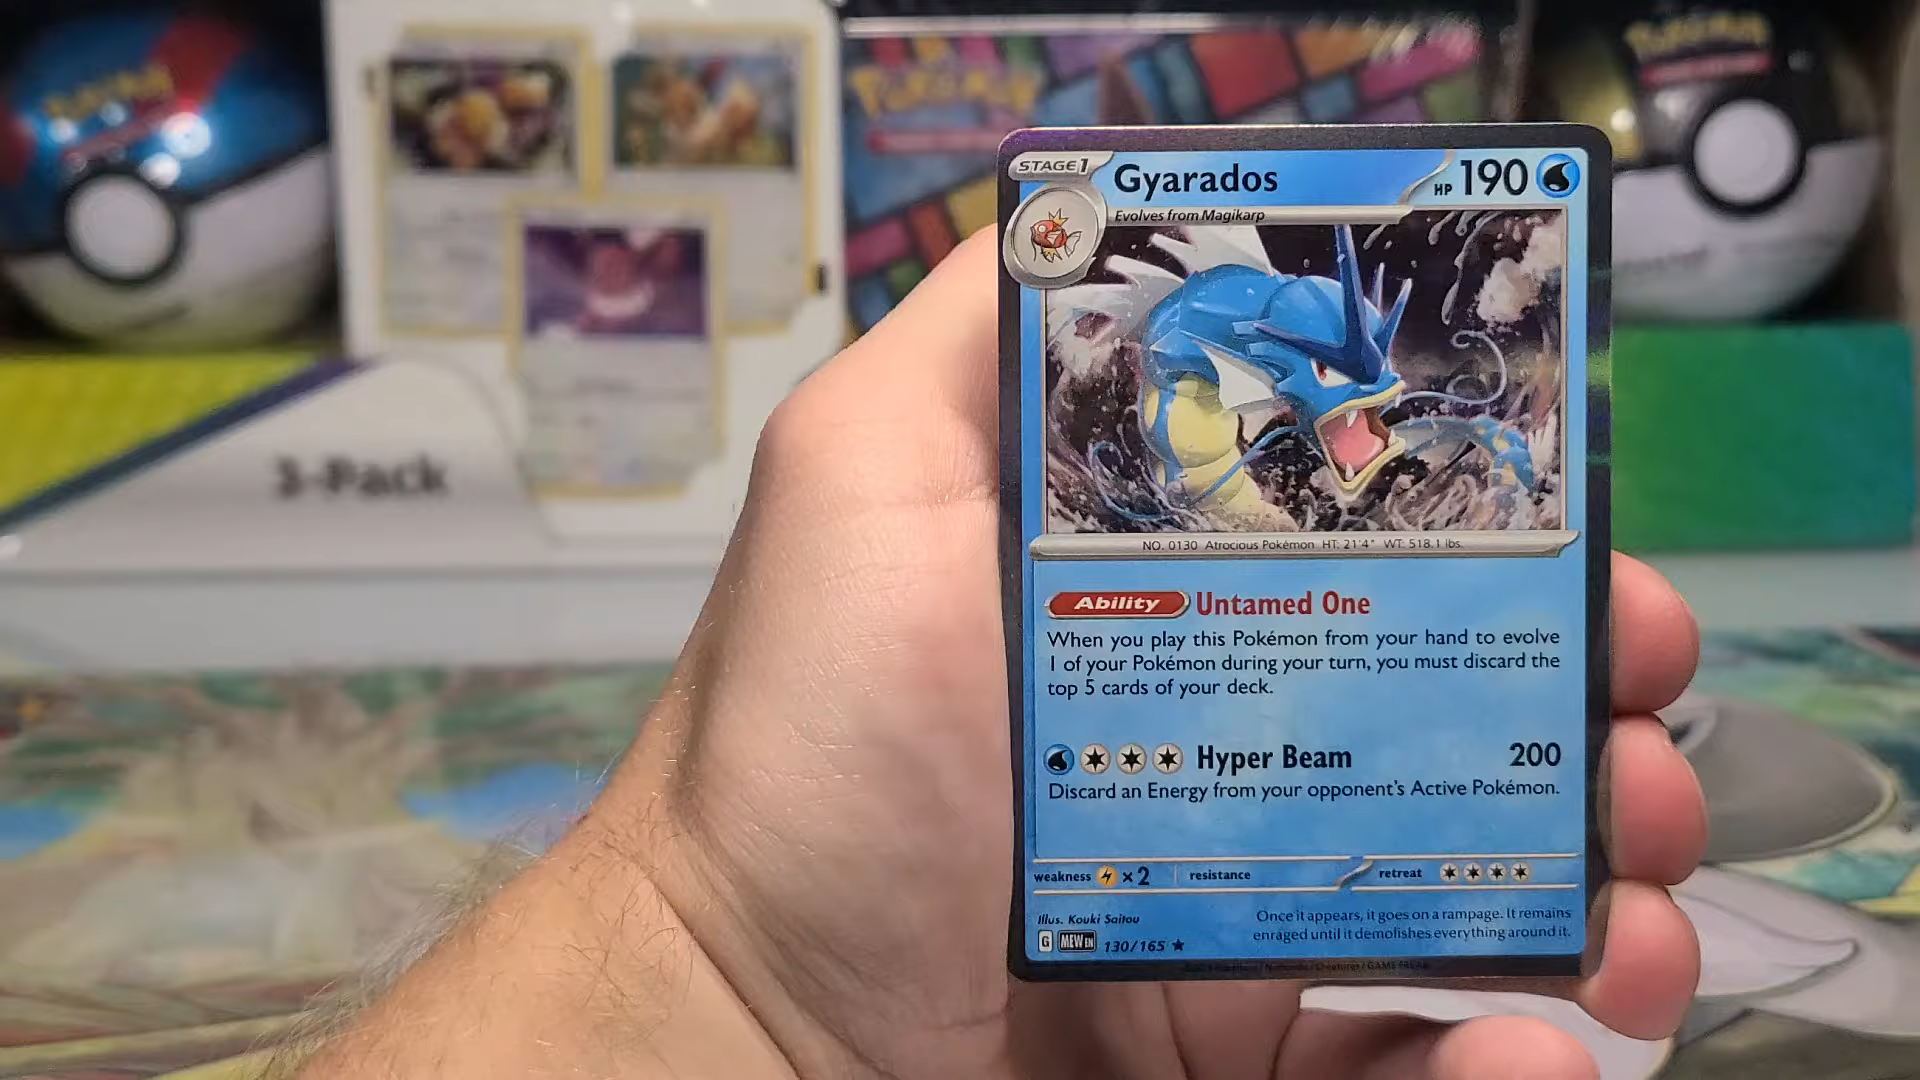 Pokémon
Pokémon
Pokémon
3-Pack
STAGE1
Gyarados
HP 190
Evolves from Magikarp
NO. 0130 Atrocious Pokémon HT: 21'4" WT: 518.1 lbs.
Ability Untamed One
When you play this Pokémon from your hand to evolve
1 of your Pokémon during your turn, you must discard the
top 5 cards of your deck.
Hyper Beam 200
Discard an Energy from your opponent's Active Pokémon.
weakness ×2 resistance retreat
Illus. Kouki Saitou
Once it appears, it goes on a rampage. It remains
enraged until it demolishes everything around it.
G MEW EN 130/165 ★